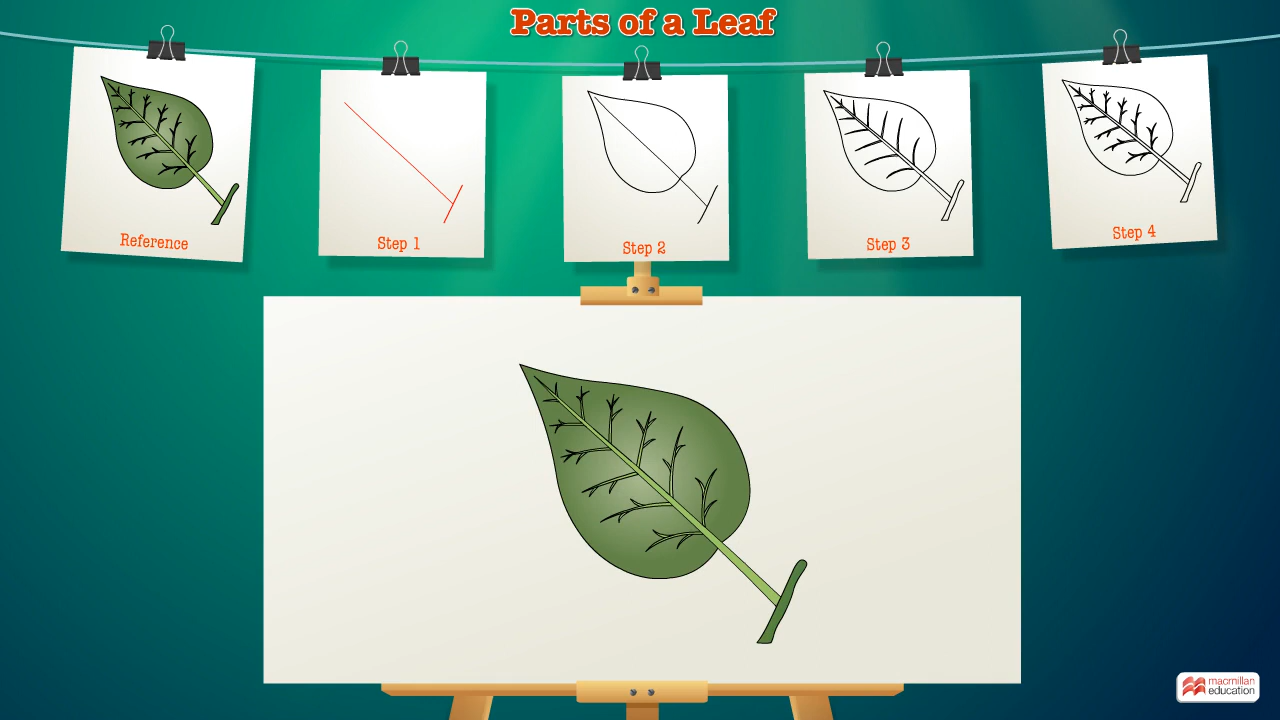 Parts of a Leaf
Reference
Step 1
Step 2
Step 3
Step 4
macmillan
education